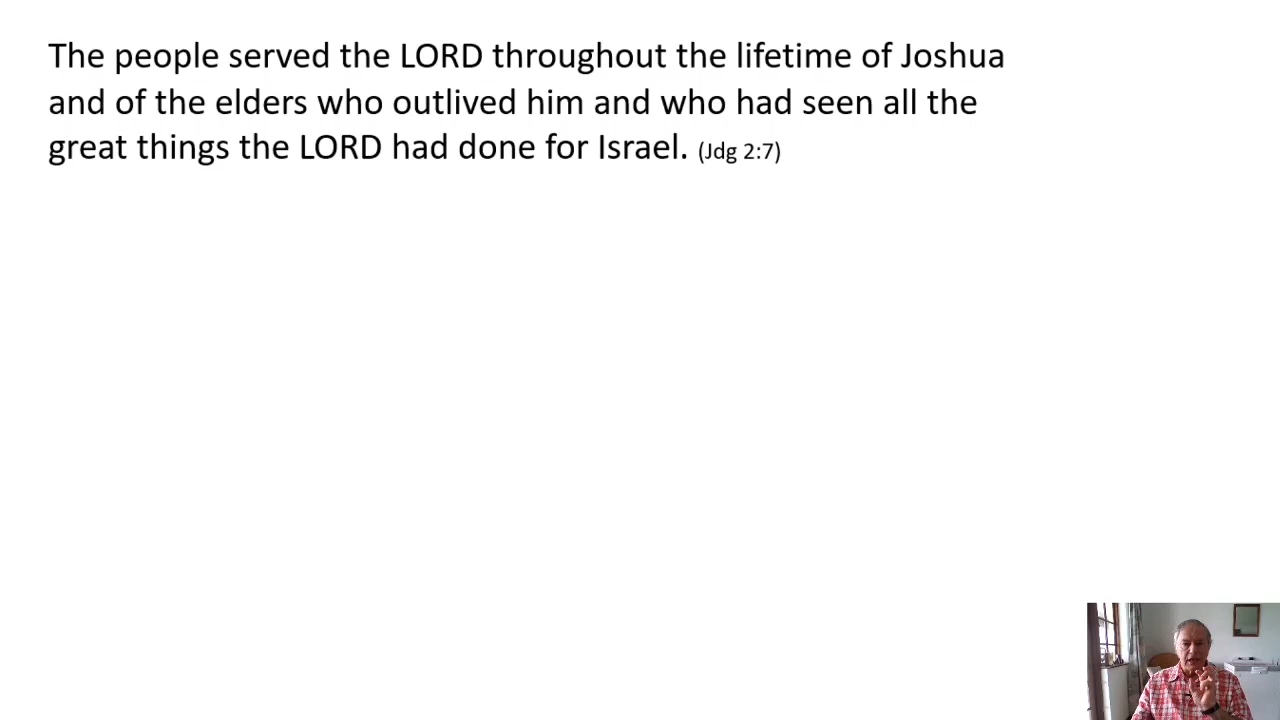 The people served the LORD throughout the lifetime of Joshua
and of the elders who outlived him and who had seen all the
great things the LORD had done for Israel. (Jdg 2:7)